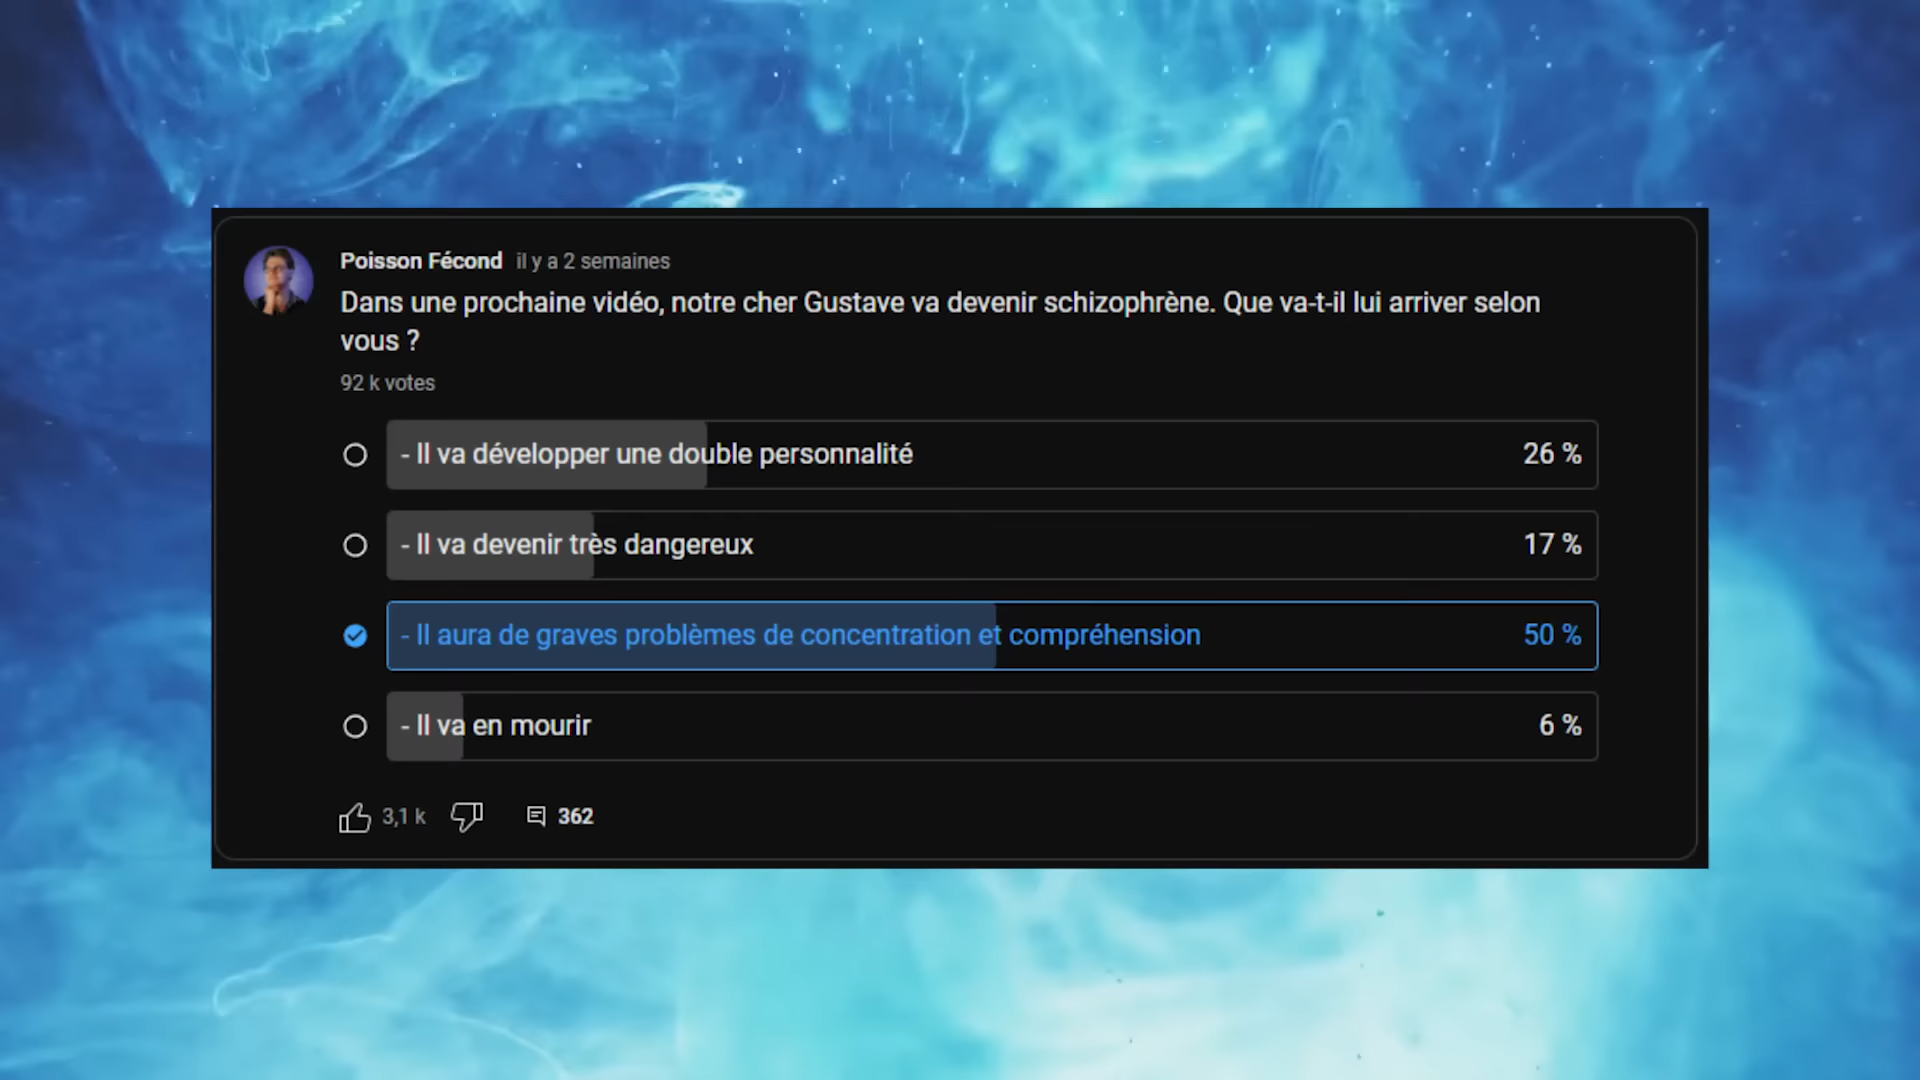 Poisson Fécond il y a 2 semaines
Dans une prochaine vidéo, notre cher Gustave va devenir schizophrène. Que va-t-il lui arriver selon
vous ?
92 k votes
- Il va développer une double personnalité 26 %
- Il va devenir très dangereux 17 %
- Il aura de graves problèmes de concentration et compréhension 50 %
- Il va en mourir 6 %
3,1 k 362